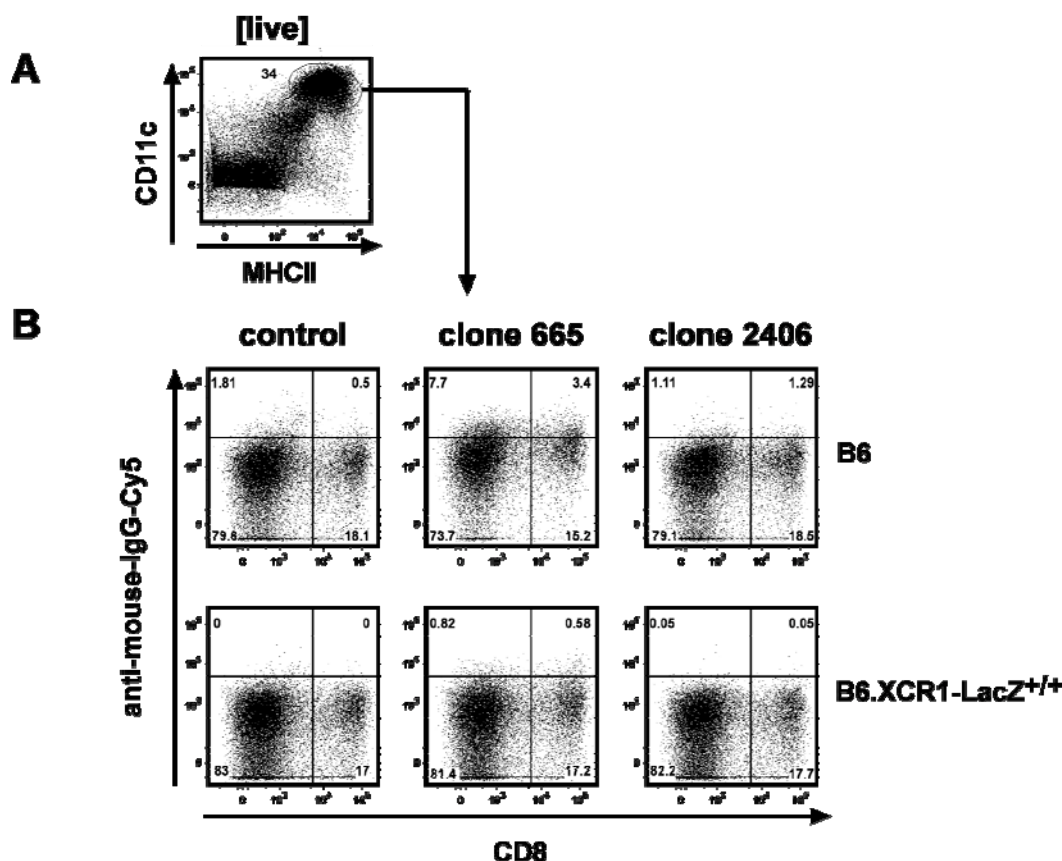 [live]
A
34
CD11c
MHCII
B
control clone 665 clone 2406
1.81 0.5 7.7 3.4 1.11 1.29
B6
79.8 18.1 73.7 15.2 79.1 18.5
anti-mouse-IgG-Cy5
0 0 0.82 0.58 0.05 0.05
B6.XCR1-LacZ+/+
83 17 81.4 17.2 82.2 17.7
CD8